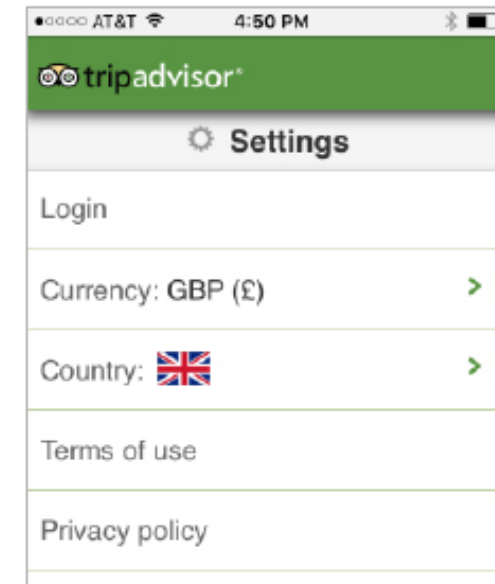 AT&T 4:50 PM
tripadvisor®
Settings
Login
Currency: GBP (£)
Country:
Terms of use
Privacy policy